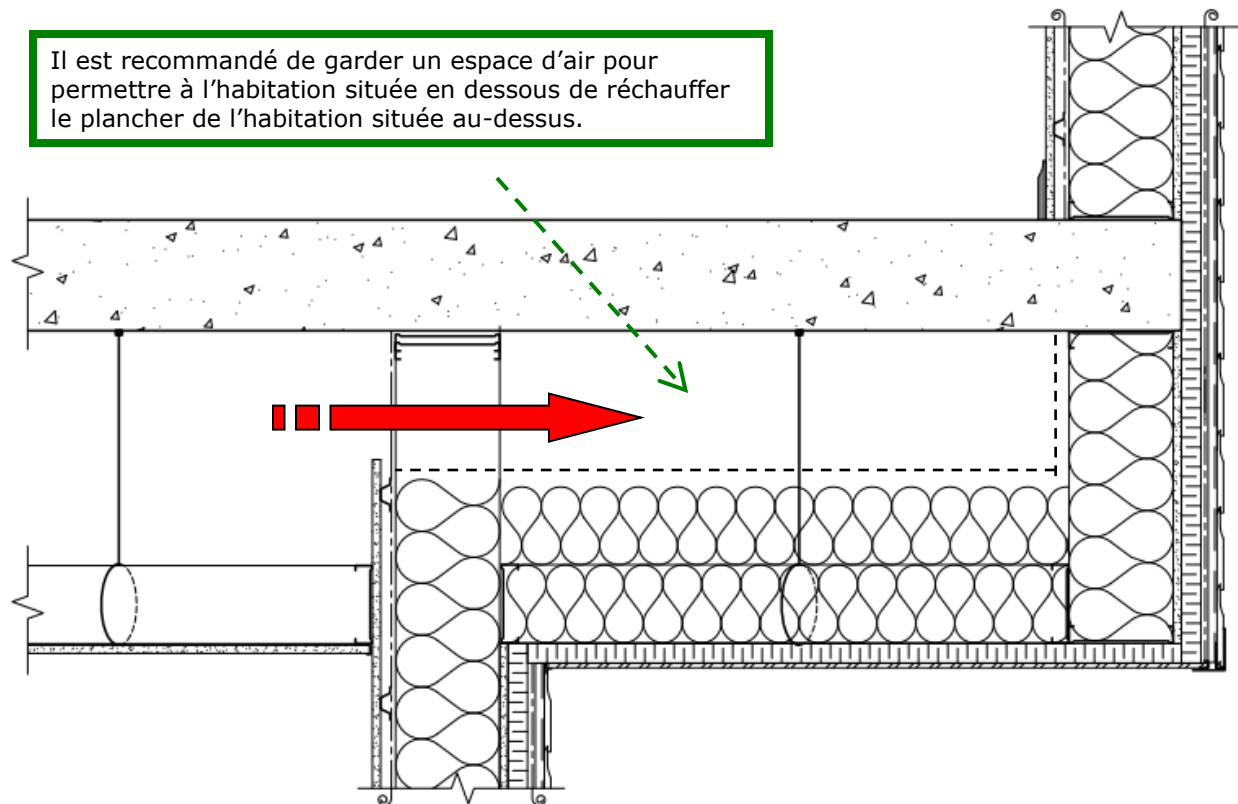 Il est recommandé de garder un espace d’air pour
permettre à l’habitation située en dessous de réchauffer
le plancher de l’habitation située au-dessus.